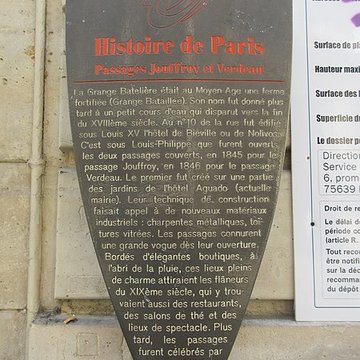 Histoire de Paris
Passages Jouffroy et Verdeau
La Grange Batelière était au Moyen Age une ferme
fortifiée (Grange Bataillée). Son nom fut donné plus
tard à un petit cours d'eau qui disparut vers la fin
du XVIIIème siècle. Au n°10 de la rue fut édifié
sous Louis XV l'hôtel de Biéville ou de Nolivos.
C'est sous Louis-Philippe que furent ouverts
les deux passages couverts, en 1845 pour le
passage Jouffroy, en 1846 pour le passage
Verdeau. Le premier fut créé sur une partie
des jardins de l'hôtel Aguado (actuelle
mairie). Leur technique de construction
faisait appel à de nouveaux matériaux
industriels : charpentes métalliques, toi-
tures vitrées. Les passages connurent
une grande vogue dès leur ouverture.
Bordés d'élégantes boutiques, à
l'abri de la pluie, ces lieux pleins
de charme attiraient les flâneurs
du XIXème siècle, qui y trou-
vaient aussi des restaurants,
des salons de thé et des
lieux de spectacle. Plus
tard, les passages
furent célébrés par
Surface de pl
Hauteur maxi
Surface des
Superficie d
Le dossier p
Direction
Service
6, prom
75639
Droit de r
Le délai d
période co
(article R.
Tout reco
être notifi
sur la déc
recomman
du dépôt